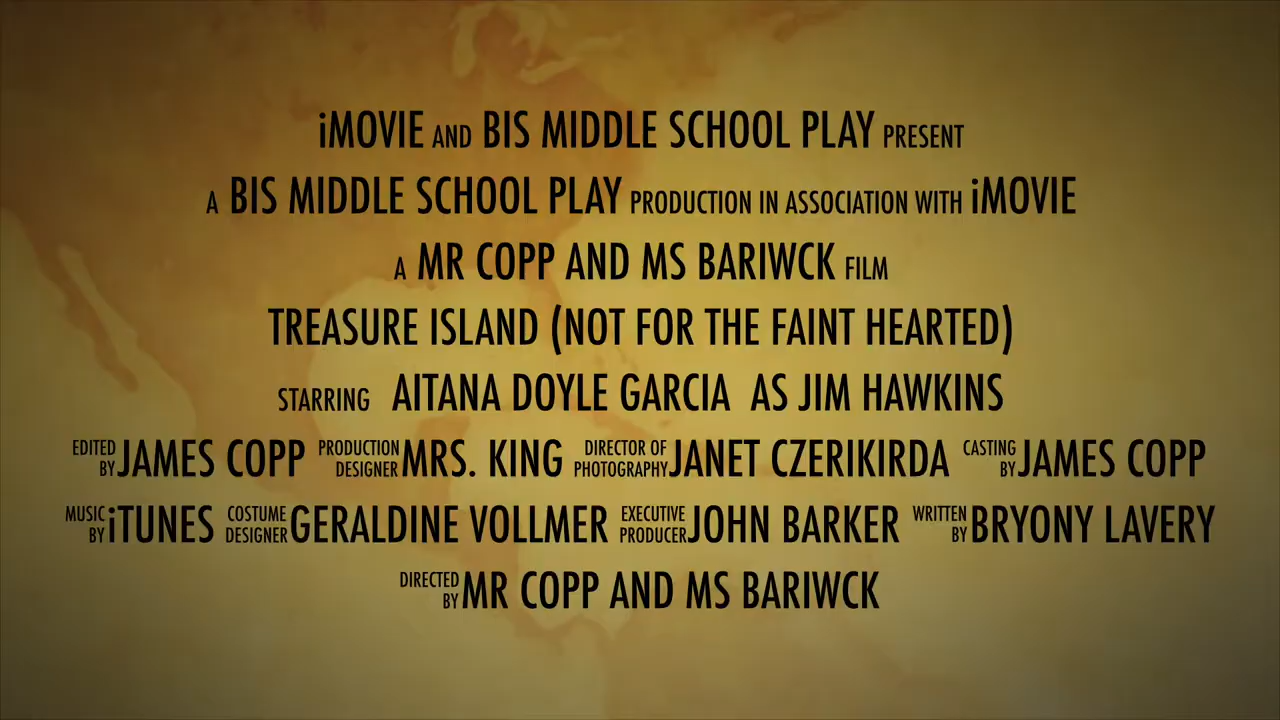 iMOVIE AND BIS MIDDLE SCHOOL PLAY PRESENT
A BIS MIDDLE SCHOOL PLAY PRODUCTION IN ASSOCIATION WITH iMOVIE
A MR COPP AND MS BARIWCK FILM
TREASURE ISLAND (NOT FOR THE FAINT HEARTED)
STARRING AITANA DOYLE GARCIA AS JIM HAWKINS
EDITED BY JAMES COPP PRODUCTION DESIGNER MRS. KING DIRECTOR OF PHOTOGRAPHY JANET CZERIKIRDA CASTING BY JAMES COPP
MUSIC BY iTUNES COSTUME DESIGNER GERALDINE VOLLMER EXECUTIVE PRODUCER JOHN BARKER WRITTEN BY BRYONY LAVERY
DIRECTED BY MR COPP AND MS BARIWCK